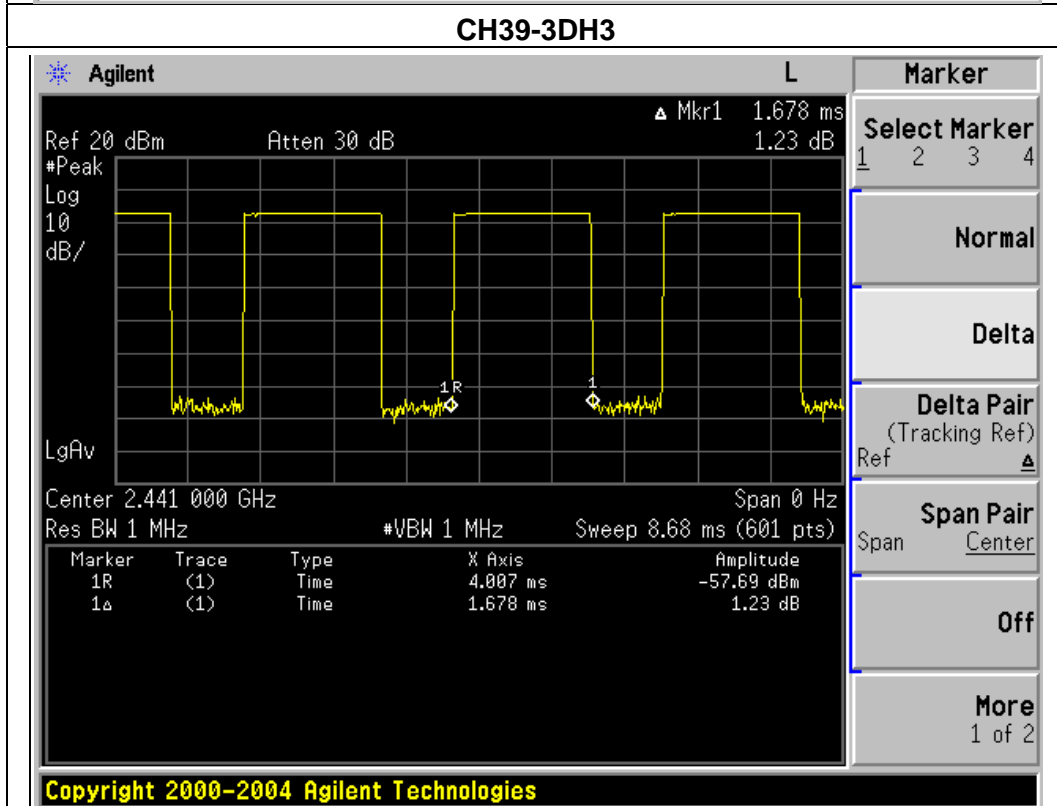 CH39-3DH3
Agilent L
Δ Mkr1 1.678 ms
Ref 20 dBm Atten 30 dB 1.23 dB
#Peak
Log
10
dB/
1R 1
LgAv
Center 2.441 000 GHz Span 0 Hz
Res BW 1 MHz #VBW 1 MHz Sweep 8.68 ms (601 pts)
Marker Trace Type X Axis Amplitude
1R (1) Time 4.007 ms -57.69 dBm
1Δ (1) Time 1.678 ms 1.23 dB
Marker
Select Marker
1 2 3 4
Normal
Delta
Delta Pair
(Tracking Ref)
Ref Δ
Span Pair
Span Center
Off
More
1 of 2
Copyright 2000-2004 Agilent Technologies